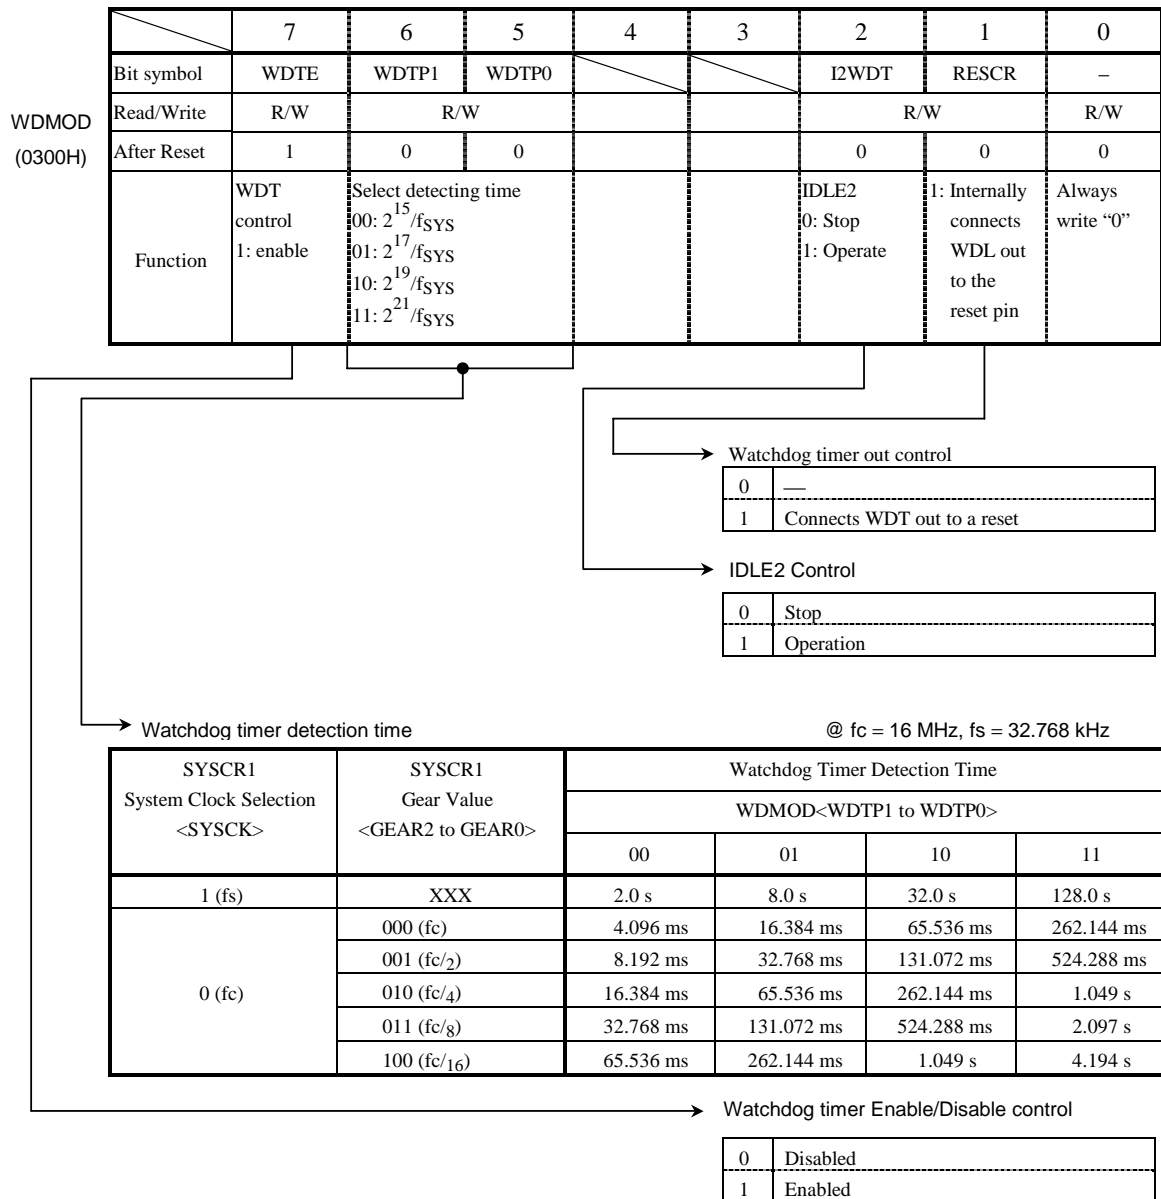 7 6 5 4 3 2 1 0
Bit symbol WDTE WDTP1 WDTP0 I2WDT RESCR –
WDMOD
(0300H)
Read/Write R/W R/W R/W R/W
After Reset 1 0 0 0 0 0
Function
WDT
control
1: enable
Select detecting time
00: 2^15/fSYS
01: 2^17/fSYS
10: 2^19/fSYS
11: 2^21/fSYS
IDLE2
0: Stop
1: Operate
1: Internally
connects
WDL out
to the
reset pin
Always
write “0”
Watchdog timer out control
0 —
1 Connects WDT out to a reset
IDLE2 Control
0 Stop
1 Operation
Watchdog timer detection time @ fc = 16 MHz, fs = 32.768 kHz
SYSCR1
System Clock Selection
<SYSCK>
SYSCR1
Gear Value
<GEAR2 to GEAR0>
Watchdog Timer Detection Time
WDMOD<WDTP1 to WDTP0>
00 01 10 11
1 (fs) XXX 2.0 s 8.0 s 32.0 s 128.0 s
0 (fc)
000 (fc) 4.096 ms 16.384 ms 65.536 ms 262.144 ms
001 (fc/2) 8.192 ms 32.768 ms 131.072 ms 524.288 ms
010 (fc/4) 16.384 ms 65.536 ms 262.144 ms 1.049 s
011 (fc/8) 32.768 ms 131.072 ms 524.288 ms 2.097 s
100 (fc/16) 65.536 ms 262.144 ms 1.049 s 4.194 s
Watchdog timer Enable/Disable control
0 Disabled
1 Enabled